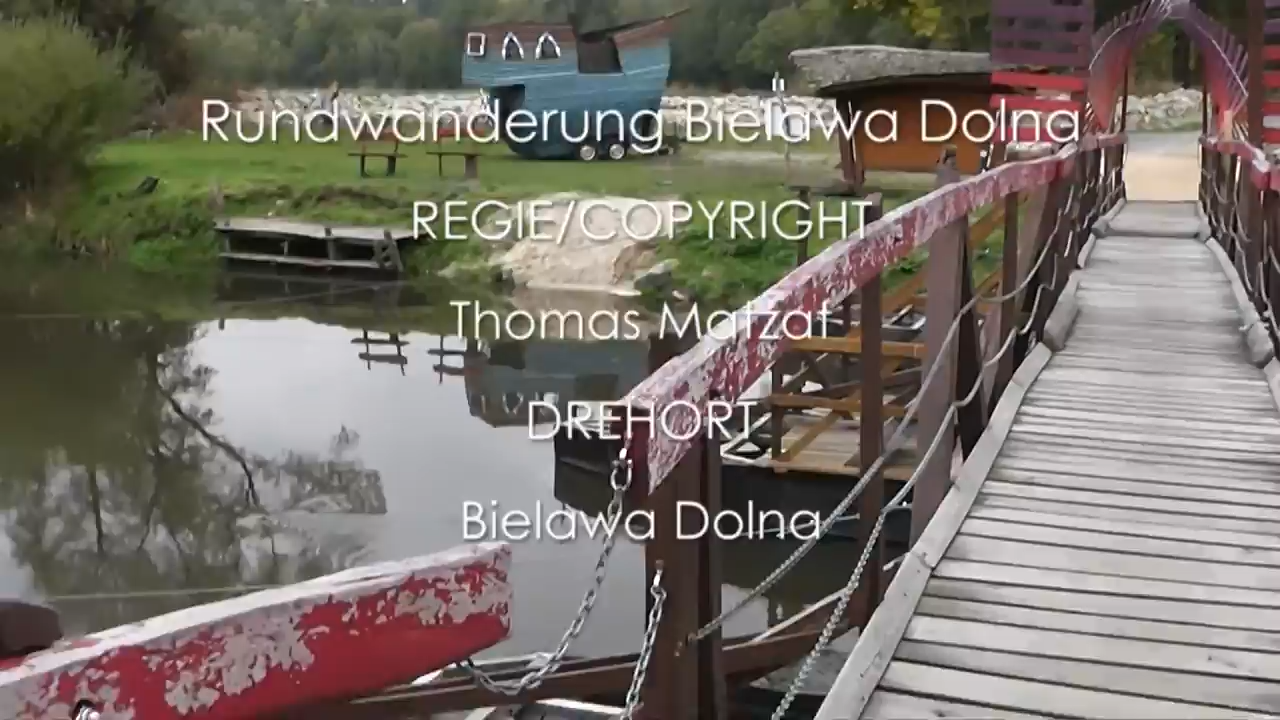 Rundwanderung Bielawa Dolna
REGIE/COPYRIGHT
Thomas Matzat
DREHORT
Bielawa Dolna